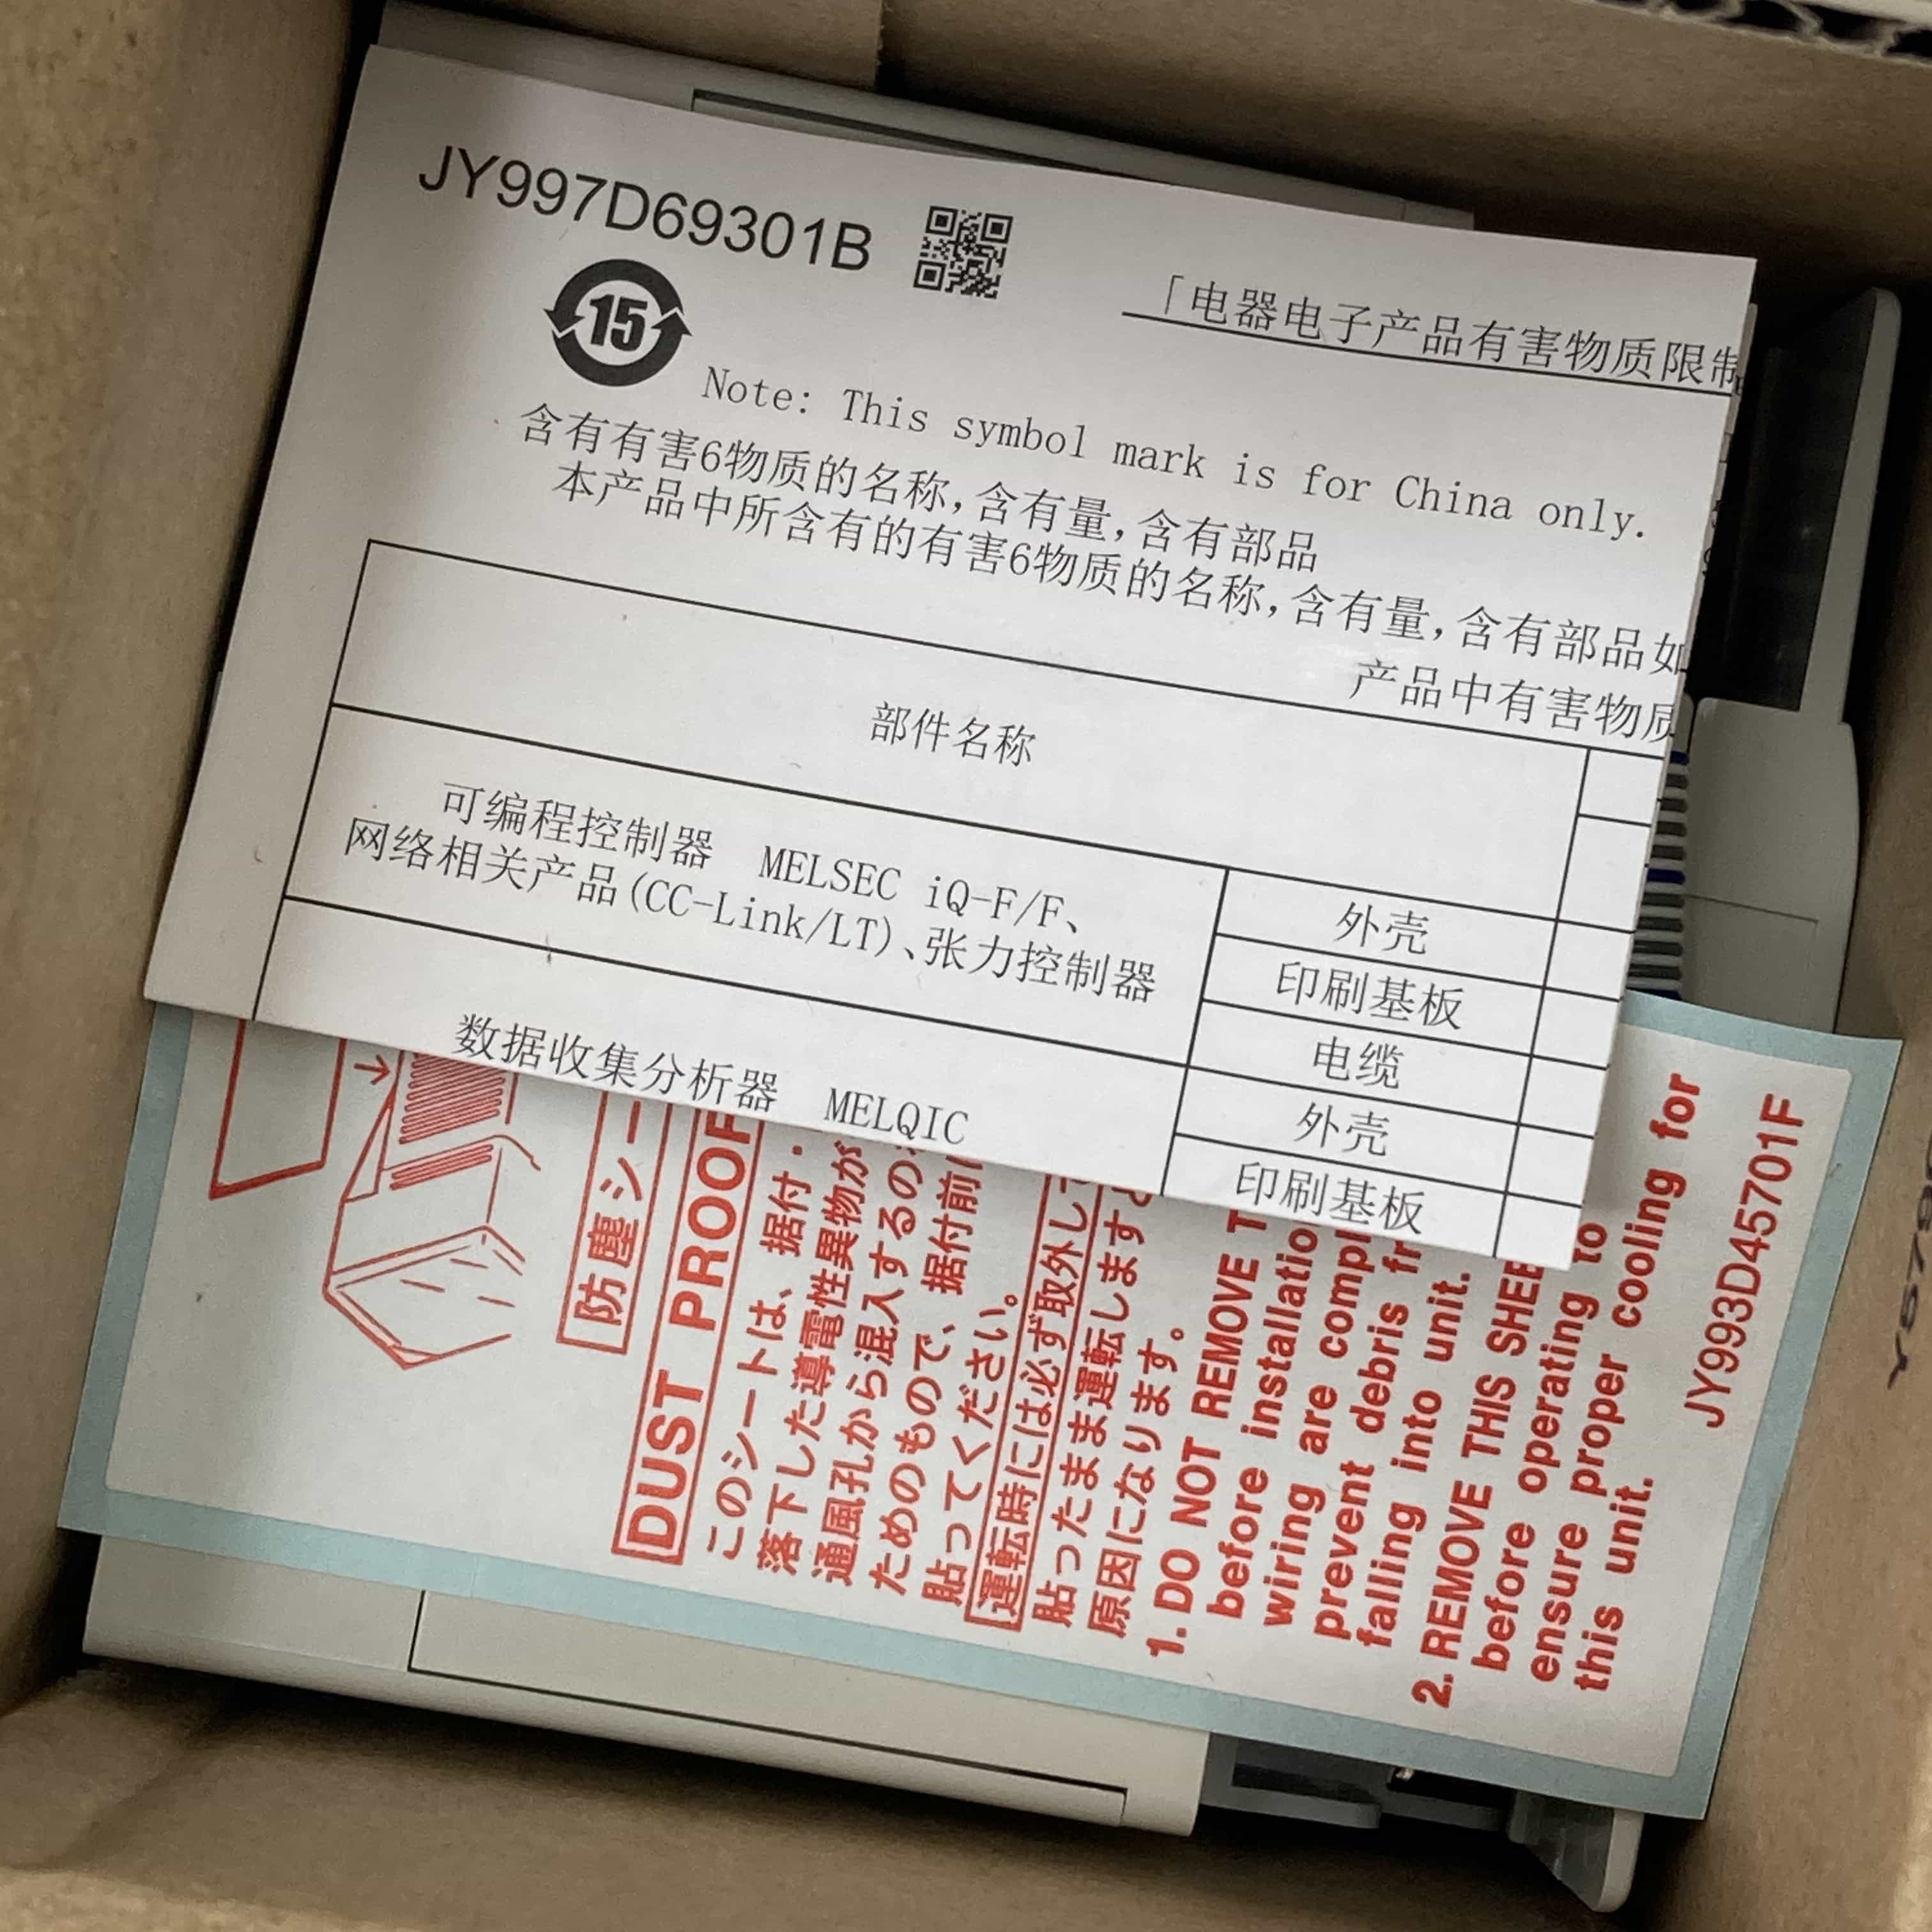 JY997D69301B
「电器电子产品有害物质限制
15
Note: This symbol mark is for China only.
含有有害6物质的名称,含有量,含有部品
本产品中所含有的有害6物质的名称,含有量,含有部品如
产品中有害物质
部件名称
可编程控制器 MELSEC iQ-F/F、
网络相关产品(CC-Link/LT)、张力控制器
外壳
印刷基板
电缆
数据收集分析器 MELQIC
外壳
印刷基板
防塵シー
DUST PROOF
このシートは、据付・
落下した導電性異物が
通風孔から混入するの
ためのもので、据付前に
貼ってください。
運転時には必ず取外して
貼ったまま運転しますと
原因になります。
1. DO NOT REMOVE T
before installatio
wiring are compl
prevent debris fr
falling into unit.
2. REMOVE THIS SHEE
before operating to
ensure proper cooling for
this unit.
JY993D45701F